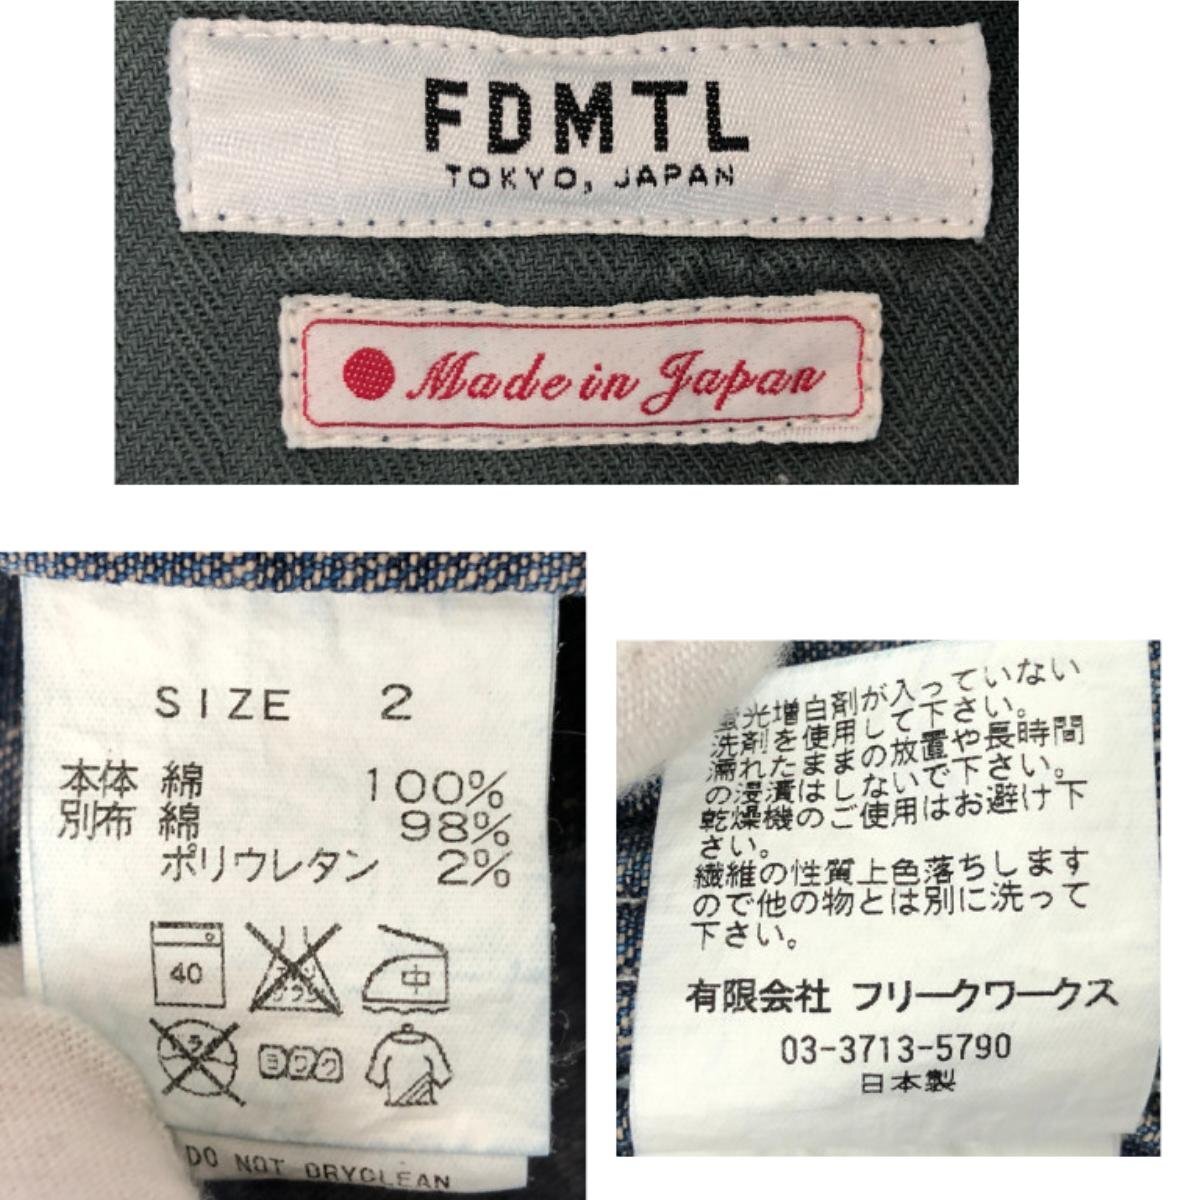 FDMTL
TOKYO, JAPAN
Made in Japan
SIZE 2
本体 綿 100%
別布 綿 98%
ポリウレタン 2%
40
中
ヨワク
DO NOT DRYCLEAN
蛍光増白剤が入っていない
洗剤を使用して下さい。
濡れたままの放置や長時間
の浸漬はしないで下さい。
乾燥機のご使用はお避け下
さい。
繊維の性質上色落ちします
ので他の物とは別に洗って
下さい。
有限会社 フリークワークス
03-3713-5790
日本製